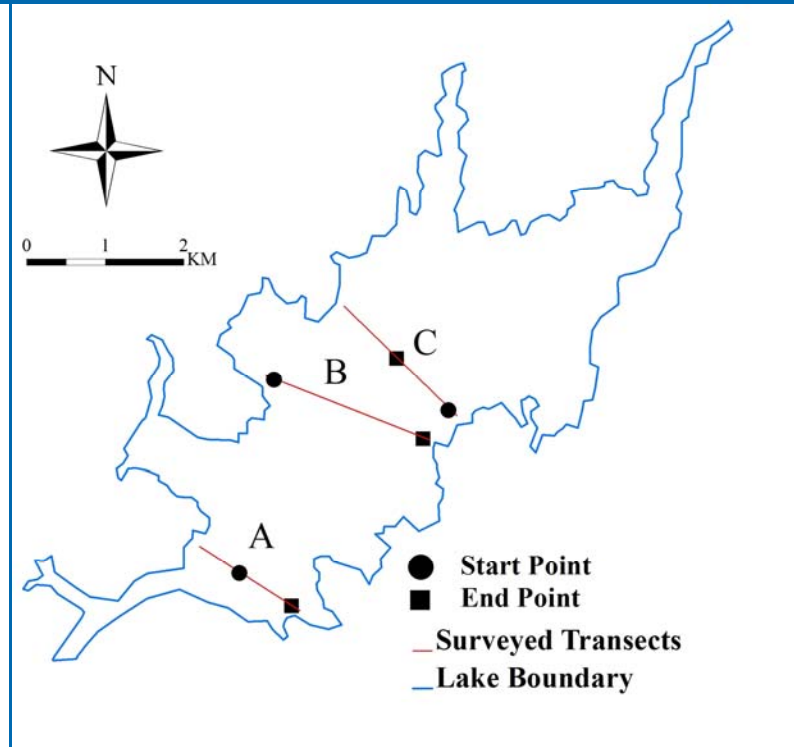 N
0 1 2
KM
C
B
A
Start Point
End Point
Surveyed Transects
Lake Boundary